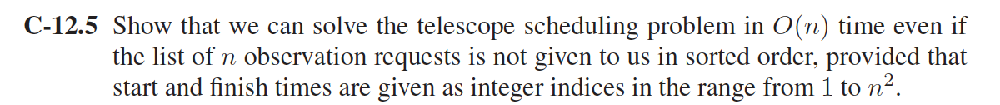 C-12.5 Show that we can solve the telescope scheduling problem in O(n) time even if
the list of n observation requests is not given to us in sorted order, provided that
start and finish times are given as integer indices in the range from 1 to n².